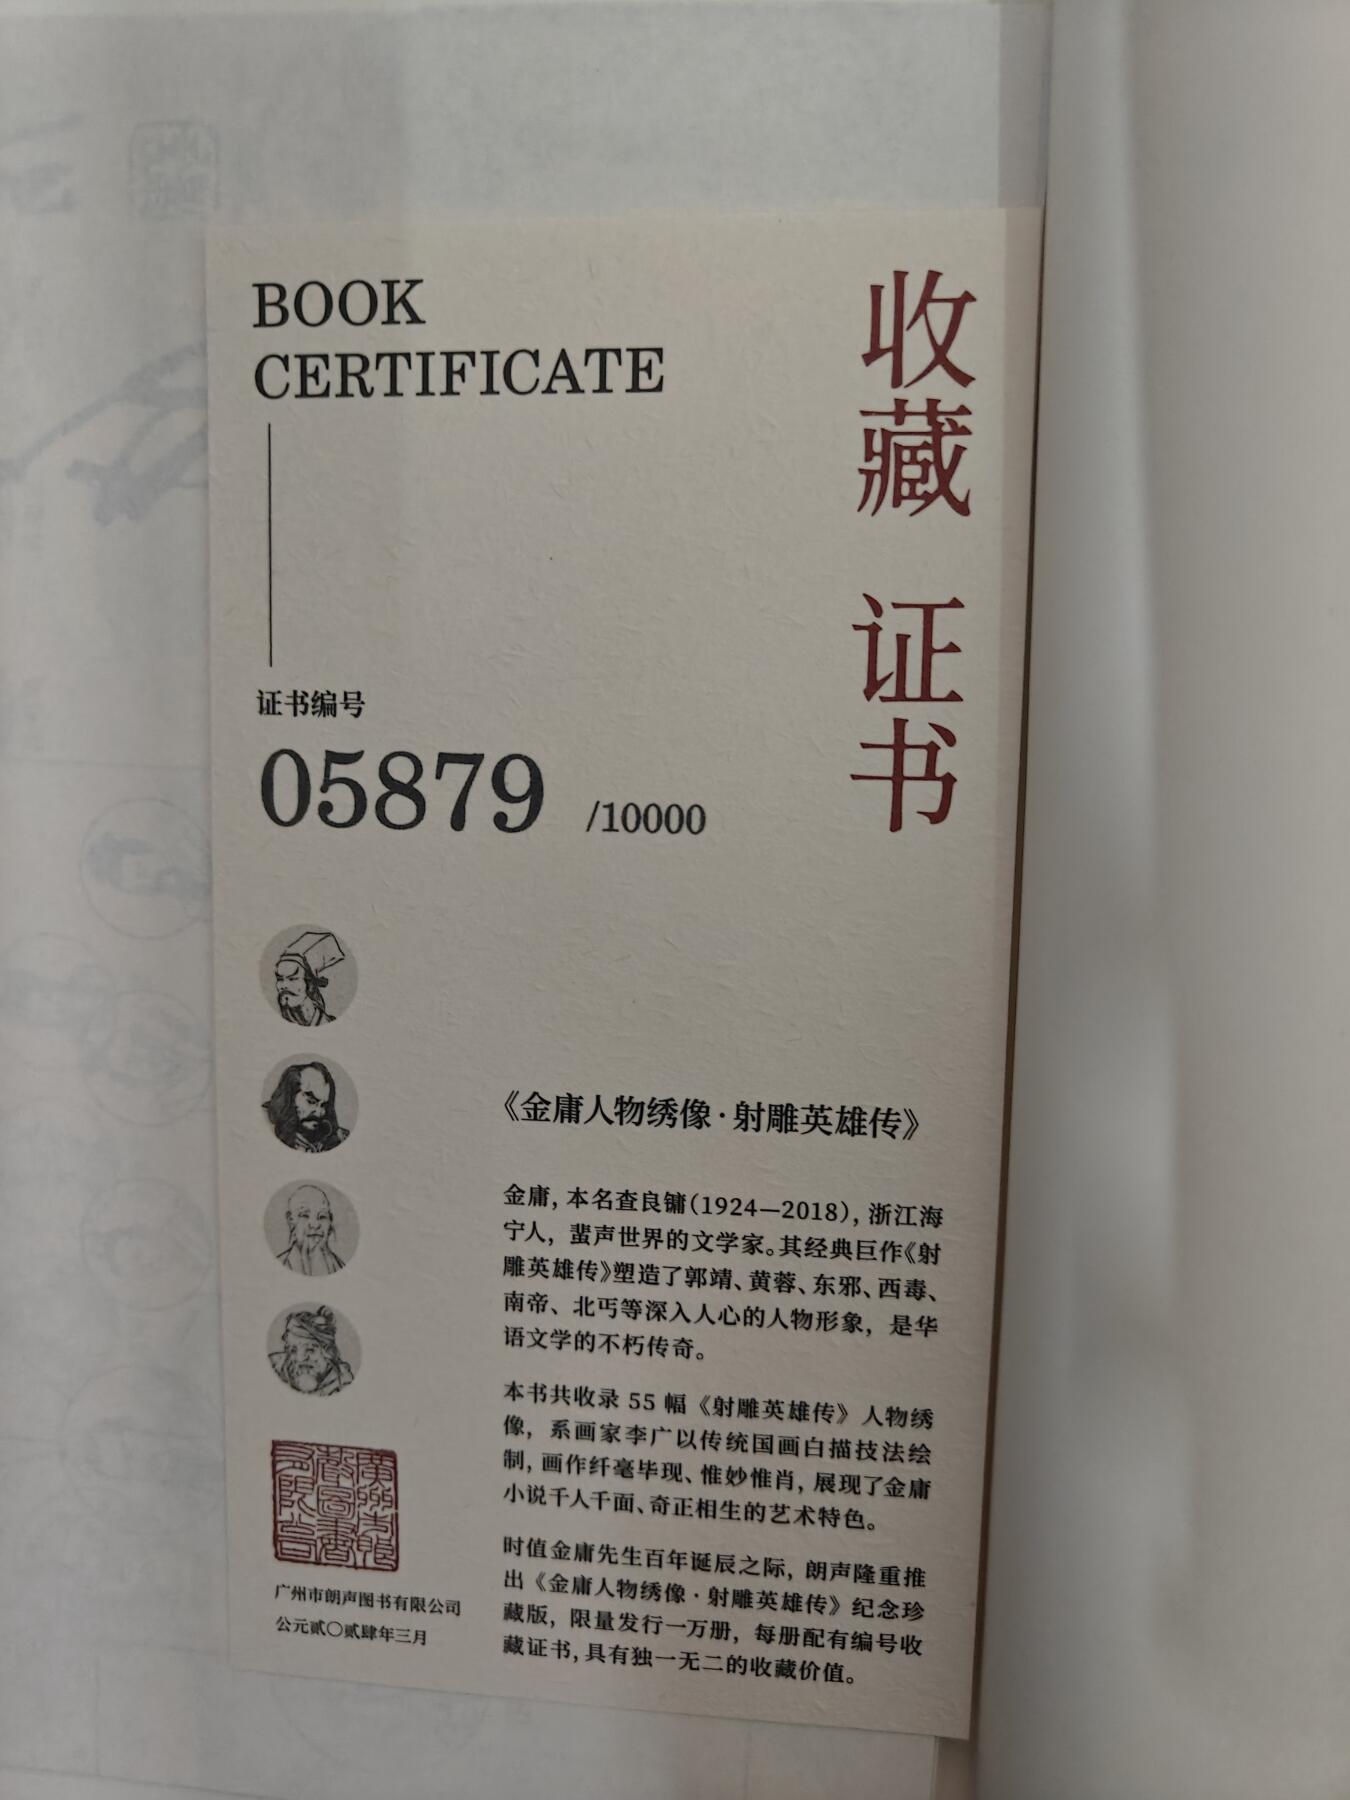 BOOK
CERTIFICATE
收藏 证书
证书编号
05879 /10000
《金庸人物绣像·射雕英雄传》
金庸，本名查良镛（1924—2018），浙江海
宁人，蜚声世界的文学家。其经典巨作《射
雕英雄传》塑造了郭靖、黄蓉、东邪、西毒、
南帝、北丐等深入人心的人物形象，是华
语文学的不朽传奇。
本书共收录 55 幅《射雕英雄传》人物绣
像，系画家李广以传统国画白描技法绘
制，画作纤毫毕现、惟妙惟肖，展现了金庸
小说千人千面、奇正相生的艺术特色。
时值金庸先生百年诞辰之际，朗声隆重推
出《金庸人物绣像·射雕英雄传》纪念珍
藏版，限量发行一万册，每册配有编号收
藏证书，具有独一无二的收藏价值。
广州市朗声图书有限公司
公元贰〇贰肆年三月